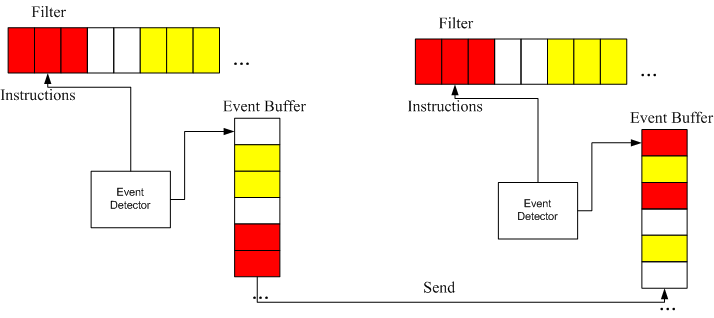 Filter
...
Instructions
Event Buffer
Event
Detector
...
Filter
...
Instructions
Event Buffer
Event
Detector
...
Send